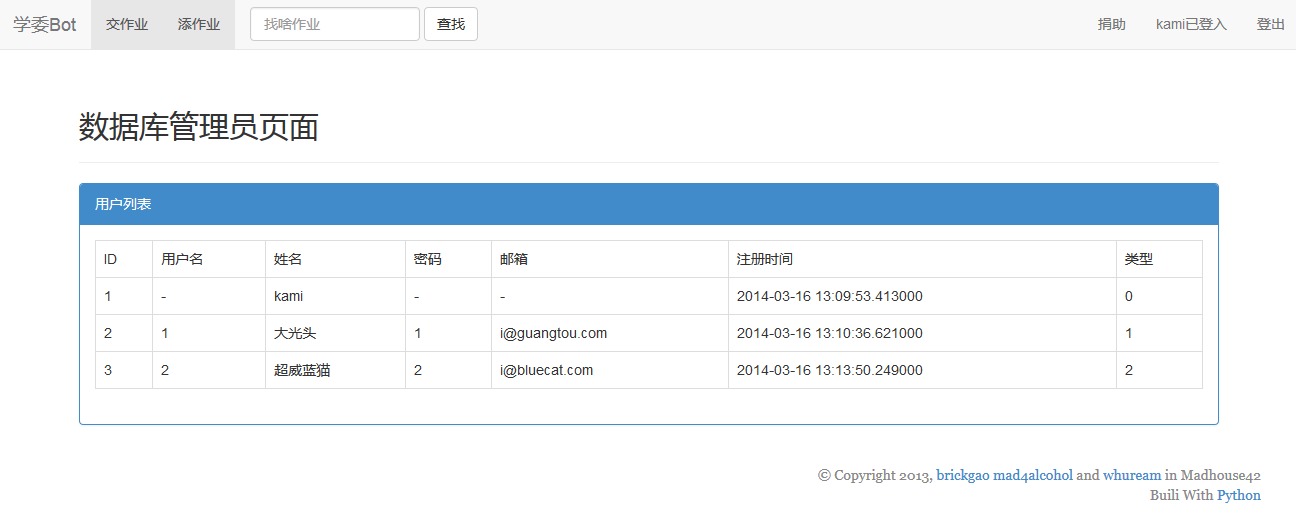 学委Bot 交作业 添作业 找啥作业 查找 捐助 kami已登入 登出
数据库管理员页面
用户列表
ID 用户名 姓名 密码 邮箱 注册时间 类型
1 - kami - - 2014-03-16 13:09:53.413000 0
2 1 大光头 1 i@guangtou.com 2014-03-16 13:10:36.621000 1
3 2 超威蓝猫 2 i@bluecat.com 2014-03-16 13:13:50.249000 2
© Copyright 2013, brickgao mad4alcohol and whuream in Madhouse42
Buili With Python